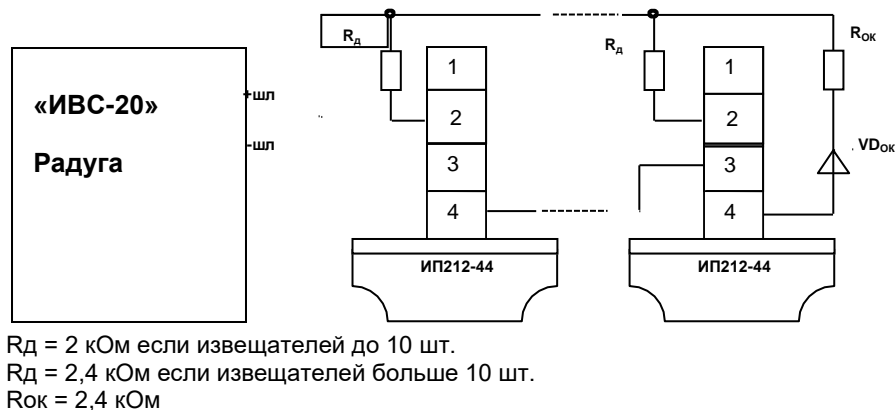 Rд
Rд
Rок
«ИВС-20»
Радуга
+шл
-шл
1
2
3
4
1
2
3
4
VDок
ИП212-44
ИП212-44
Rд = 2 кОм если извещателей до 10 шт.
Rд = 2,4 кОм если извещателей больше 10 шт.
Rок = 2,4 кОм